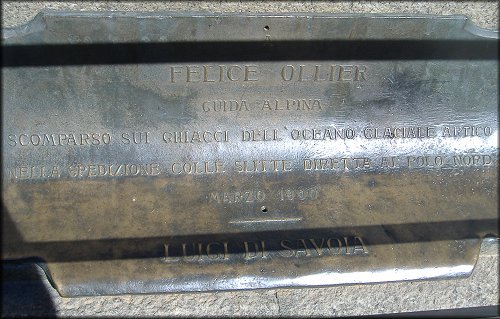 FELICE OLLIER
GUIDA ALPINA
SCOMPARSO SUI GHIACCI DELL'OCEANO GLACIALE ARTICO
NELLA SPEDIZIONE COLLE SLITTE DIRETTA AL POLO NORD
MARZO 1900
LUIGI DI SAVOIA